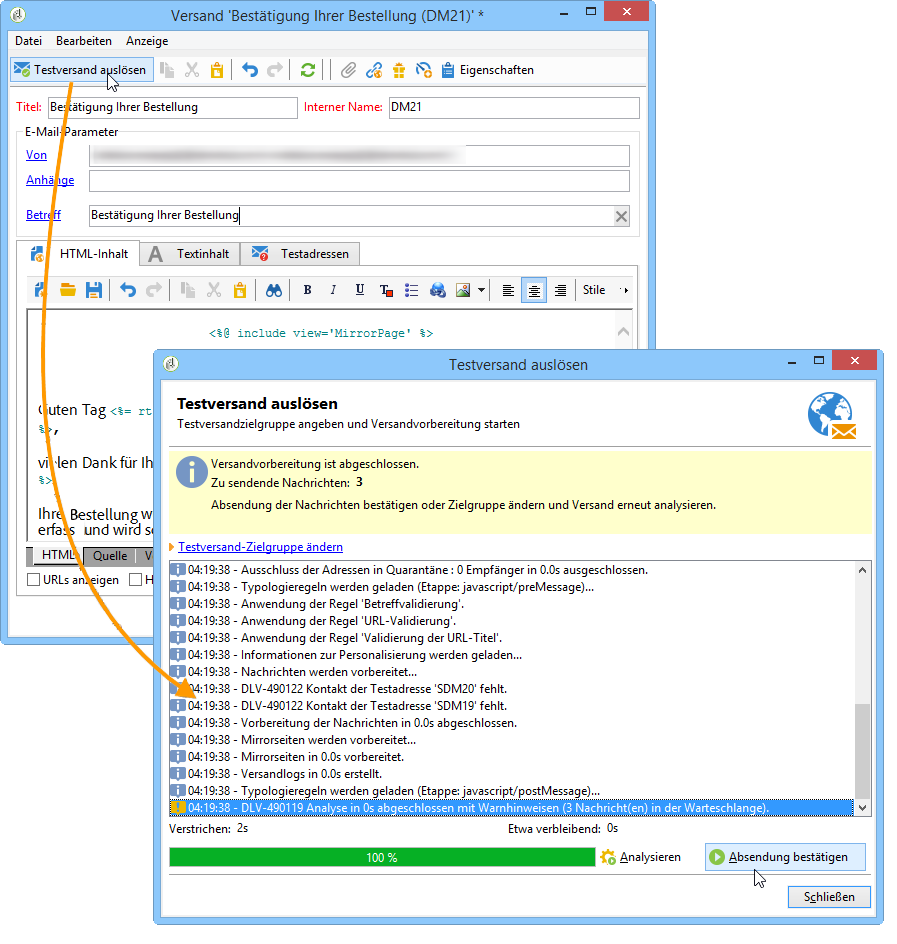 Versand 'Bestätigung Ihrer Bestellung (DM21)' *
Datei Bearbeiten Anzeige
Testversand auslösen Eigenschaften
Titel: Bestätigung Ihrer Bestellung Interner Name: DM21
E-Mail-Parameter
Von
Anhänge
Betreff Bestätigung Ihrer Bestellung
HTML-Inhalt Textinhalt Testadressen
B I U T Stile
<%@ include view='MirrorPage' %>
Guten Tag <%= rt
%>,
vielen Dank für Ih
%>
Ihre Bestellung w
erfass und wird s
HTML Quelle V
URLs anzeigen H
Testversand auslösen
Testversand auslösen
Testversandzielgruppe angeben und Versandvorbereitung starten
Versandvorbereitung ist abgeschlossen.
Zu sendende Nachrichten: 3
Absendung der Nachrichten bestätigen oder Zielgruppe ändern und Versand erneut analysieren.
Testversand-Zielgruppe ändern
04:19:38 - Ausschluss der Adressen in Quarantäne : 0 Empfänger in 0.0s ausgeschlossen.
04:19:38 - Typologieregeln werden geladen (Etappe: javascript/preMessage)...
04:19:38 - Anwendung der Regel 'Betreffvalidierung'.
04:19:38 - Anwendung der Regel 'URL-Validierung'.
04:19:38 - Anwendung der Regel 'Validierung der URL-Titel'.
04:19:38 - Informationen zur Personalisierung werden geladen...
04:19:38 - Nachrichten werden vorbereitet...
04:19:38 - DLV-490122 Kontakt der Testadresse 'SDM20' fehlt.
04:19:38 - DLV-490122 Kontakt der Testadresse 'SDM19' fehlt.
04:19:38 - Vorbereitung der Nachrichten in 0.0s abgeschlossen.
04:19:38 - Mirrorseiten werden vorbereitet...
04:19:38 - Mirrorseiten in 0.0s vorbereitet.
04:19:38 - Versandlogs in 0.0s erstellt.
04:19:38 - Typologieregeln werden geladen (Etappe: javascript/postMessage)...
04:19:38 - DLV-490119 Analyse in 0s abgeschlossen mit Warnhinweisen (3 Nachricht(en) in der Warteschlange).
Verstrichen: 2s Etwa verbleibend: 0s
100 % Analysieren Absendung bestätigen
Schließen